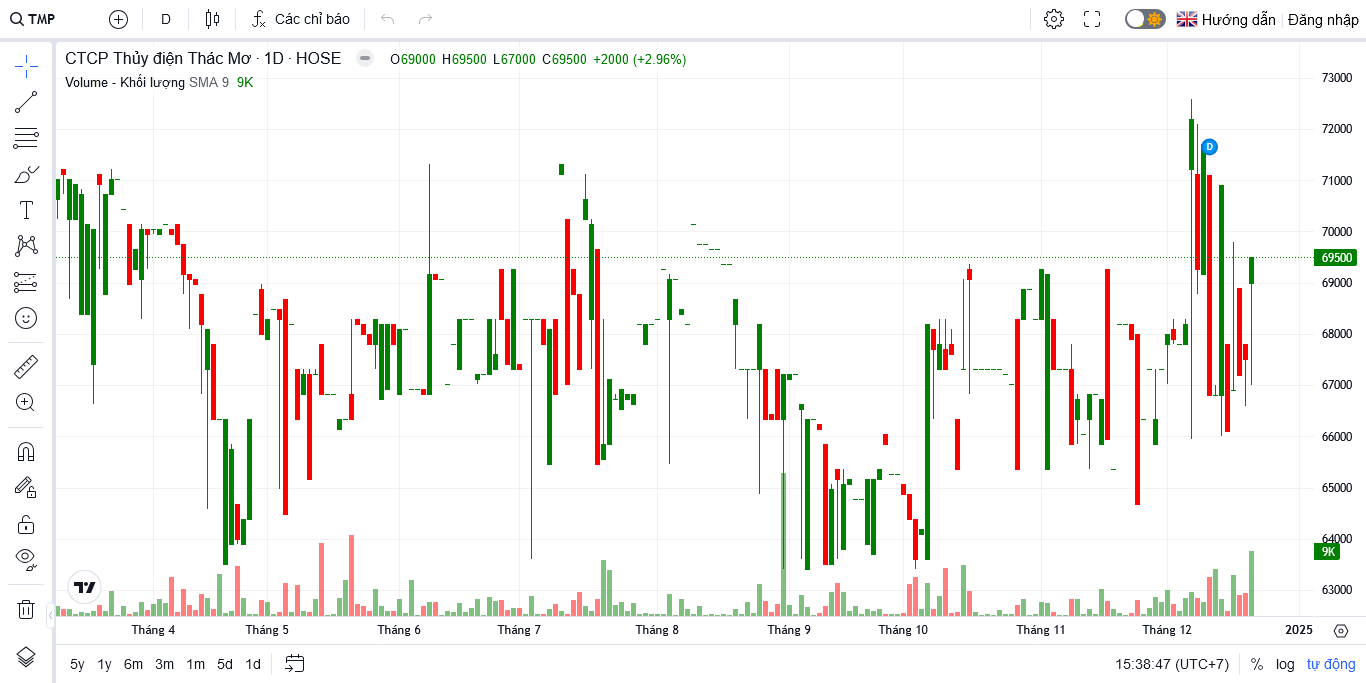 TMP D Các chỉ báo Hướng dẫn Đăng nhập
CTCP Thủy điện Thác Mơ · 1D · HOSE O69000 H69500 L67000 C69500 +2000 (+2.96%)
Volume - Khối lượng SMA 9 9K
73000
72000
D
71000
70000
69500
69000
68000
67000
66000
65000
64000
9K
63000
Tháng 4 Tháng 5 Tháng 6 Tháng 7 Tháng 8 Tháng 9 Tháng 10 Tháng 11 Tháng 12 2025
5y 1y 6m 3m 1m 5d 1d 15:38:47 (UTC+7) % log tự động